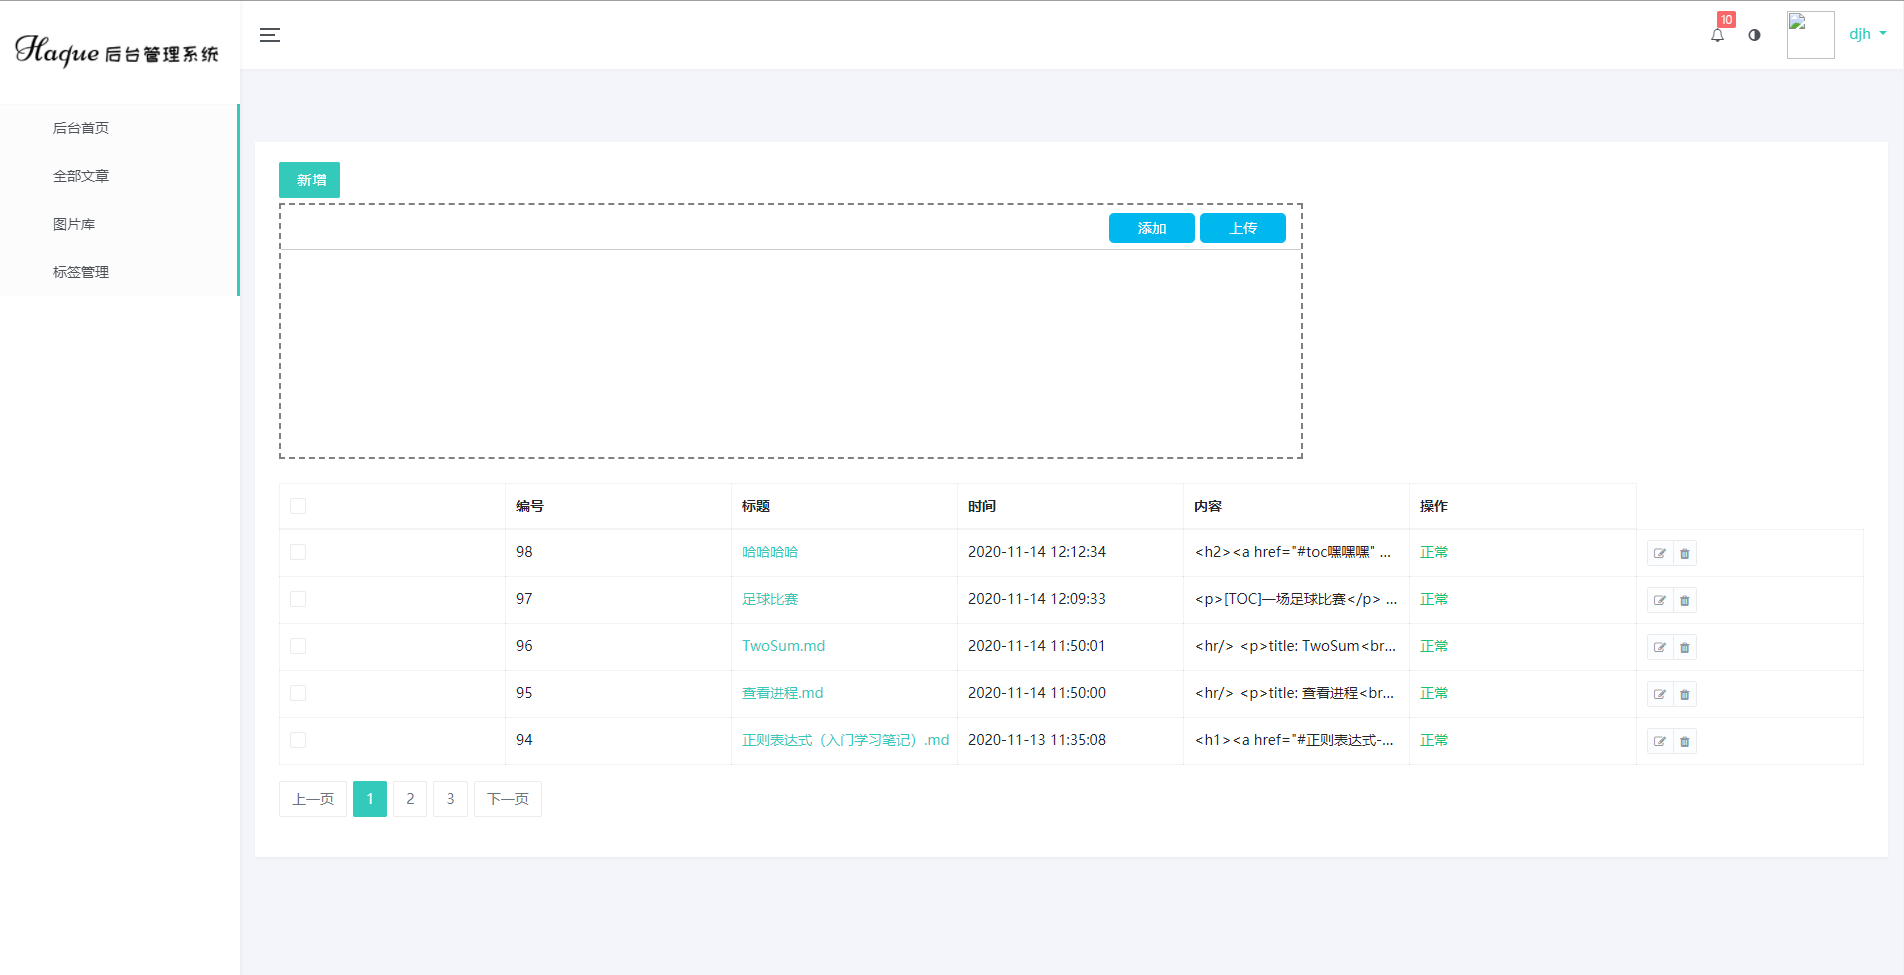 Haque 后台管理系统
10
djh
后台首页
全部文章
图片库
标签管理
新增
添加 上传
编号 标题 时间 内容 操作
98 哈哈哈哈 2020-11-14 12:12:34 <h2><a href="#toc嘿嘿嘿" ... 正常
97 足球比赛 2020-11-14 12:09:33 <p>[TOC]一场足球比赛</p> ... 正常
96 TwoSum.md 2020-11-14 11:50:01 <hr/> <p>title: TwoSum<br... 正常
95 查看进程.md 2020-11-14 11:50:00 <hr/> <p>title: 查看进程<br... 正常
94 正则表达式（入门学习笔记）.md 2020-11-13 11:35:08 <h1><a href="#正则表达式-... 正常
上一页 1 2 3 下一页